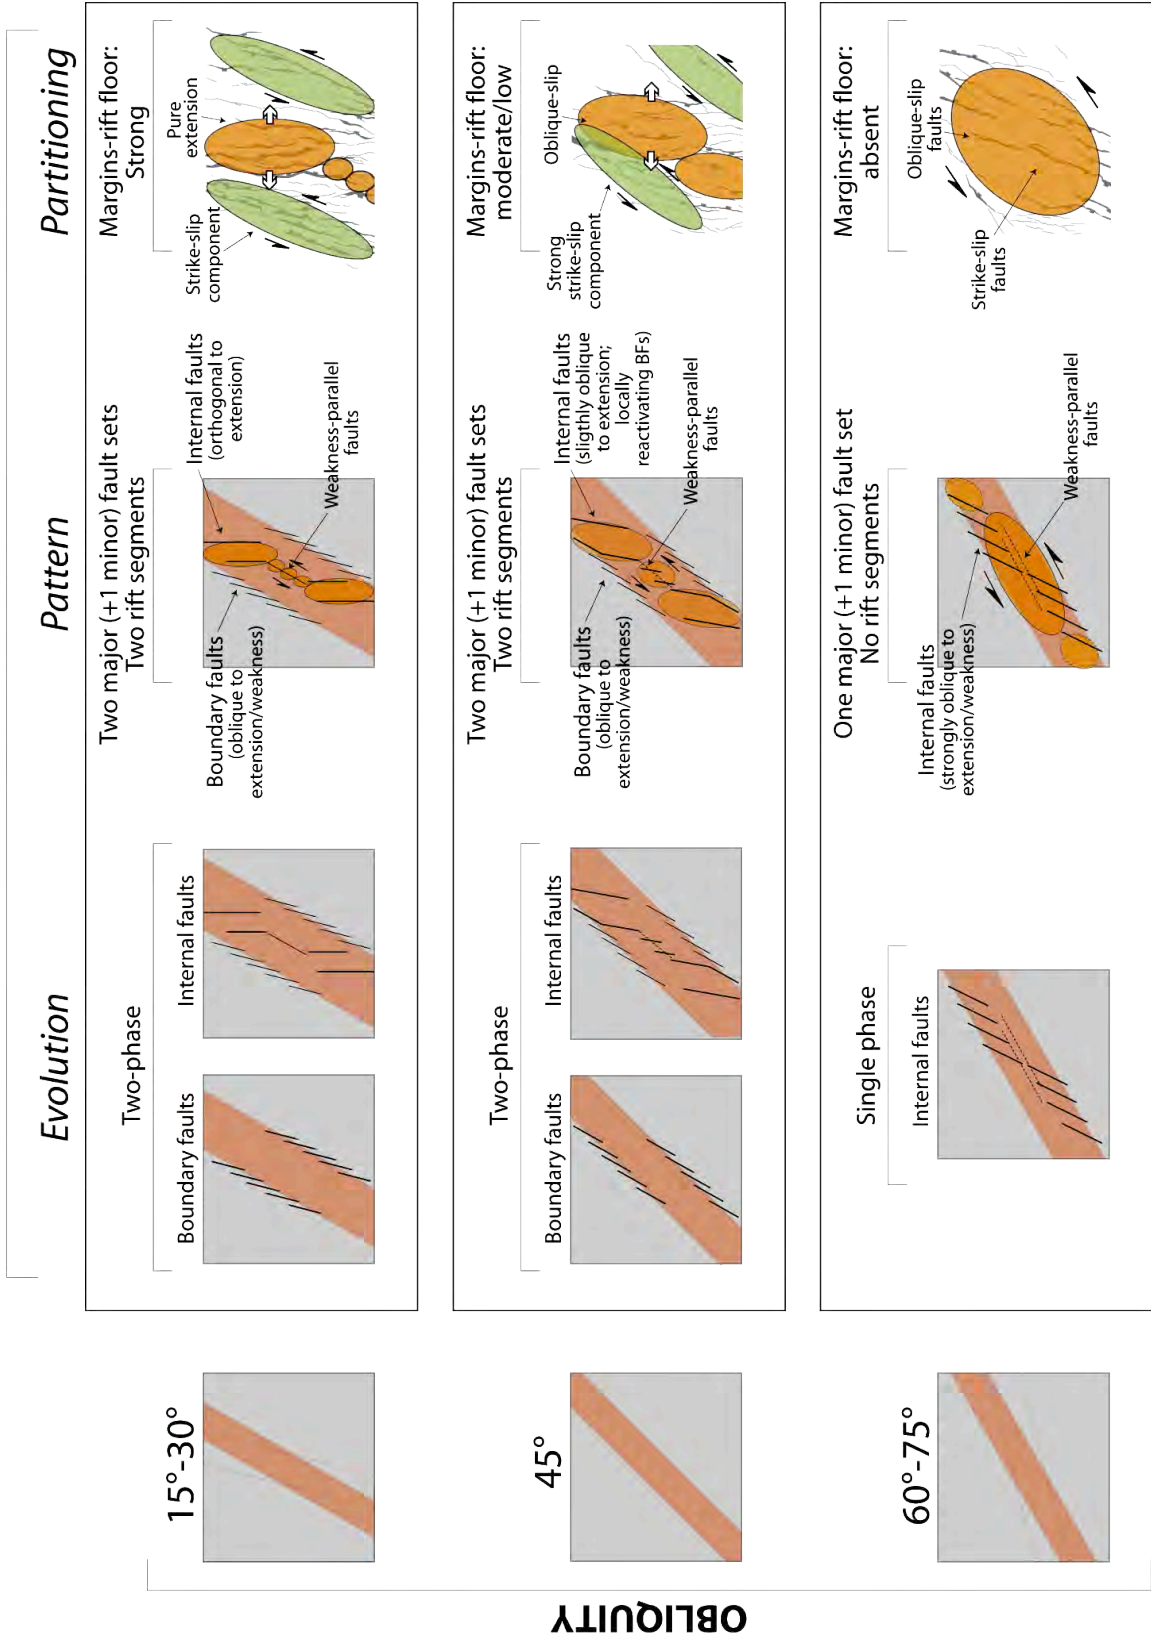 OBLIQUITY
Evolution
Pattern
Partitioning
15°-30°
Two-phase
Boundary faults
Internal faults
Two major (+1 minor) fault sets
Two rift segments
Boundary faults
(oblique to
extension/weakness)
Internal faults
(orthogonal to
extension)
Weakness-parallel
faults
Margins-rift floor:
Strong
Strike-slip
component
Pure
extension
45°
Two-phase
Boundary faults
Internal faults
Two major (+1 minor) fault sets
Two rift segments
Boundary faults
(oblique to
extension/weakness)
Internal faults
(sligthly oblique
to extension;
locally
reactivating BFs)
Weakness-parallel
faults
Margins-rift floor:
moderate/low
Strong
strike-slip
component
Oblique-slip
60°-75°
Single phase
Internal faults
One major (+1 minor) fault set
No rift segments
Internal faults
(strongly oblique to
extension/weakness)
Weakness-parallel
faults
Margins-rift floor:
absent
Strike-slip
faults
Oblique-slip
faults